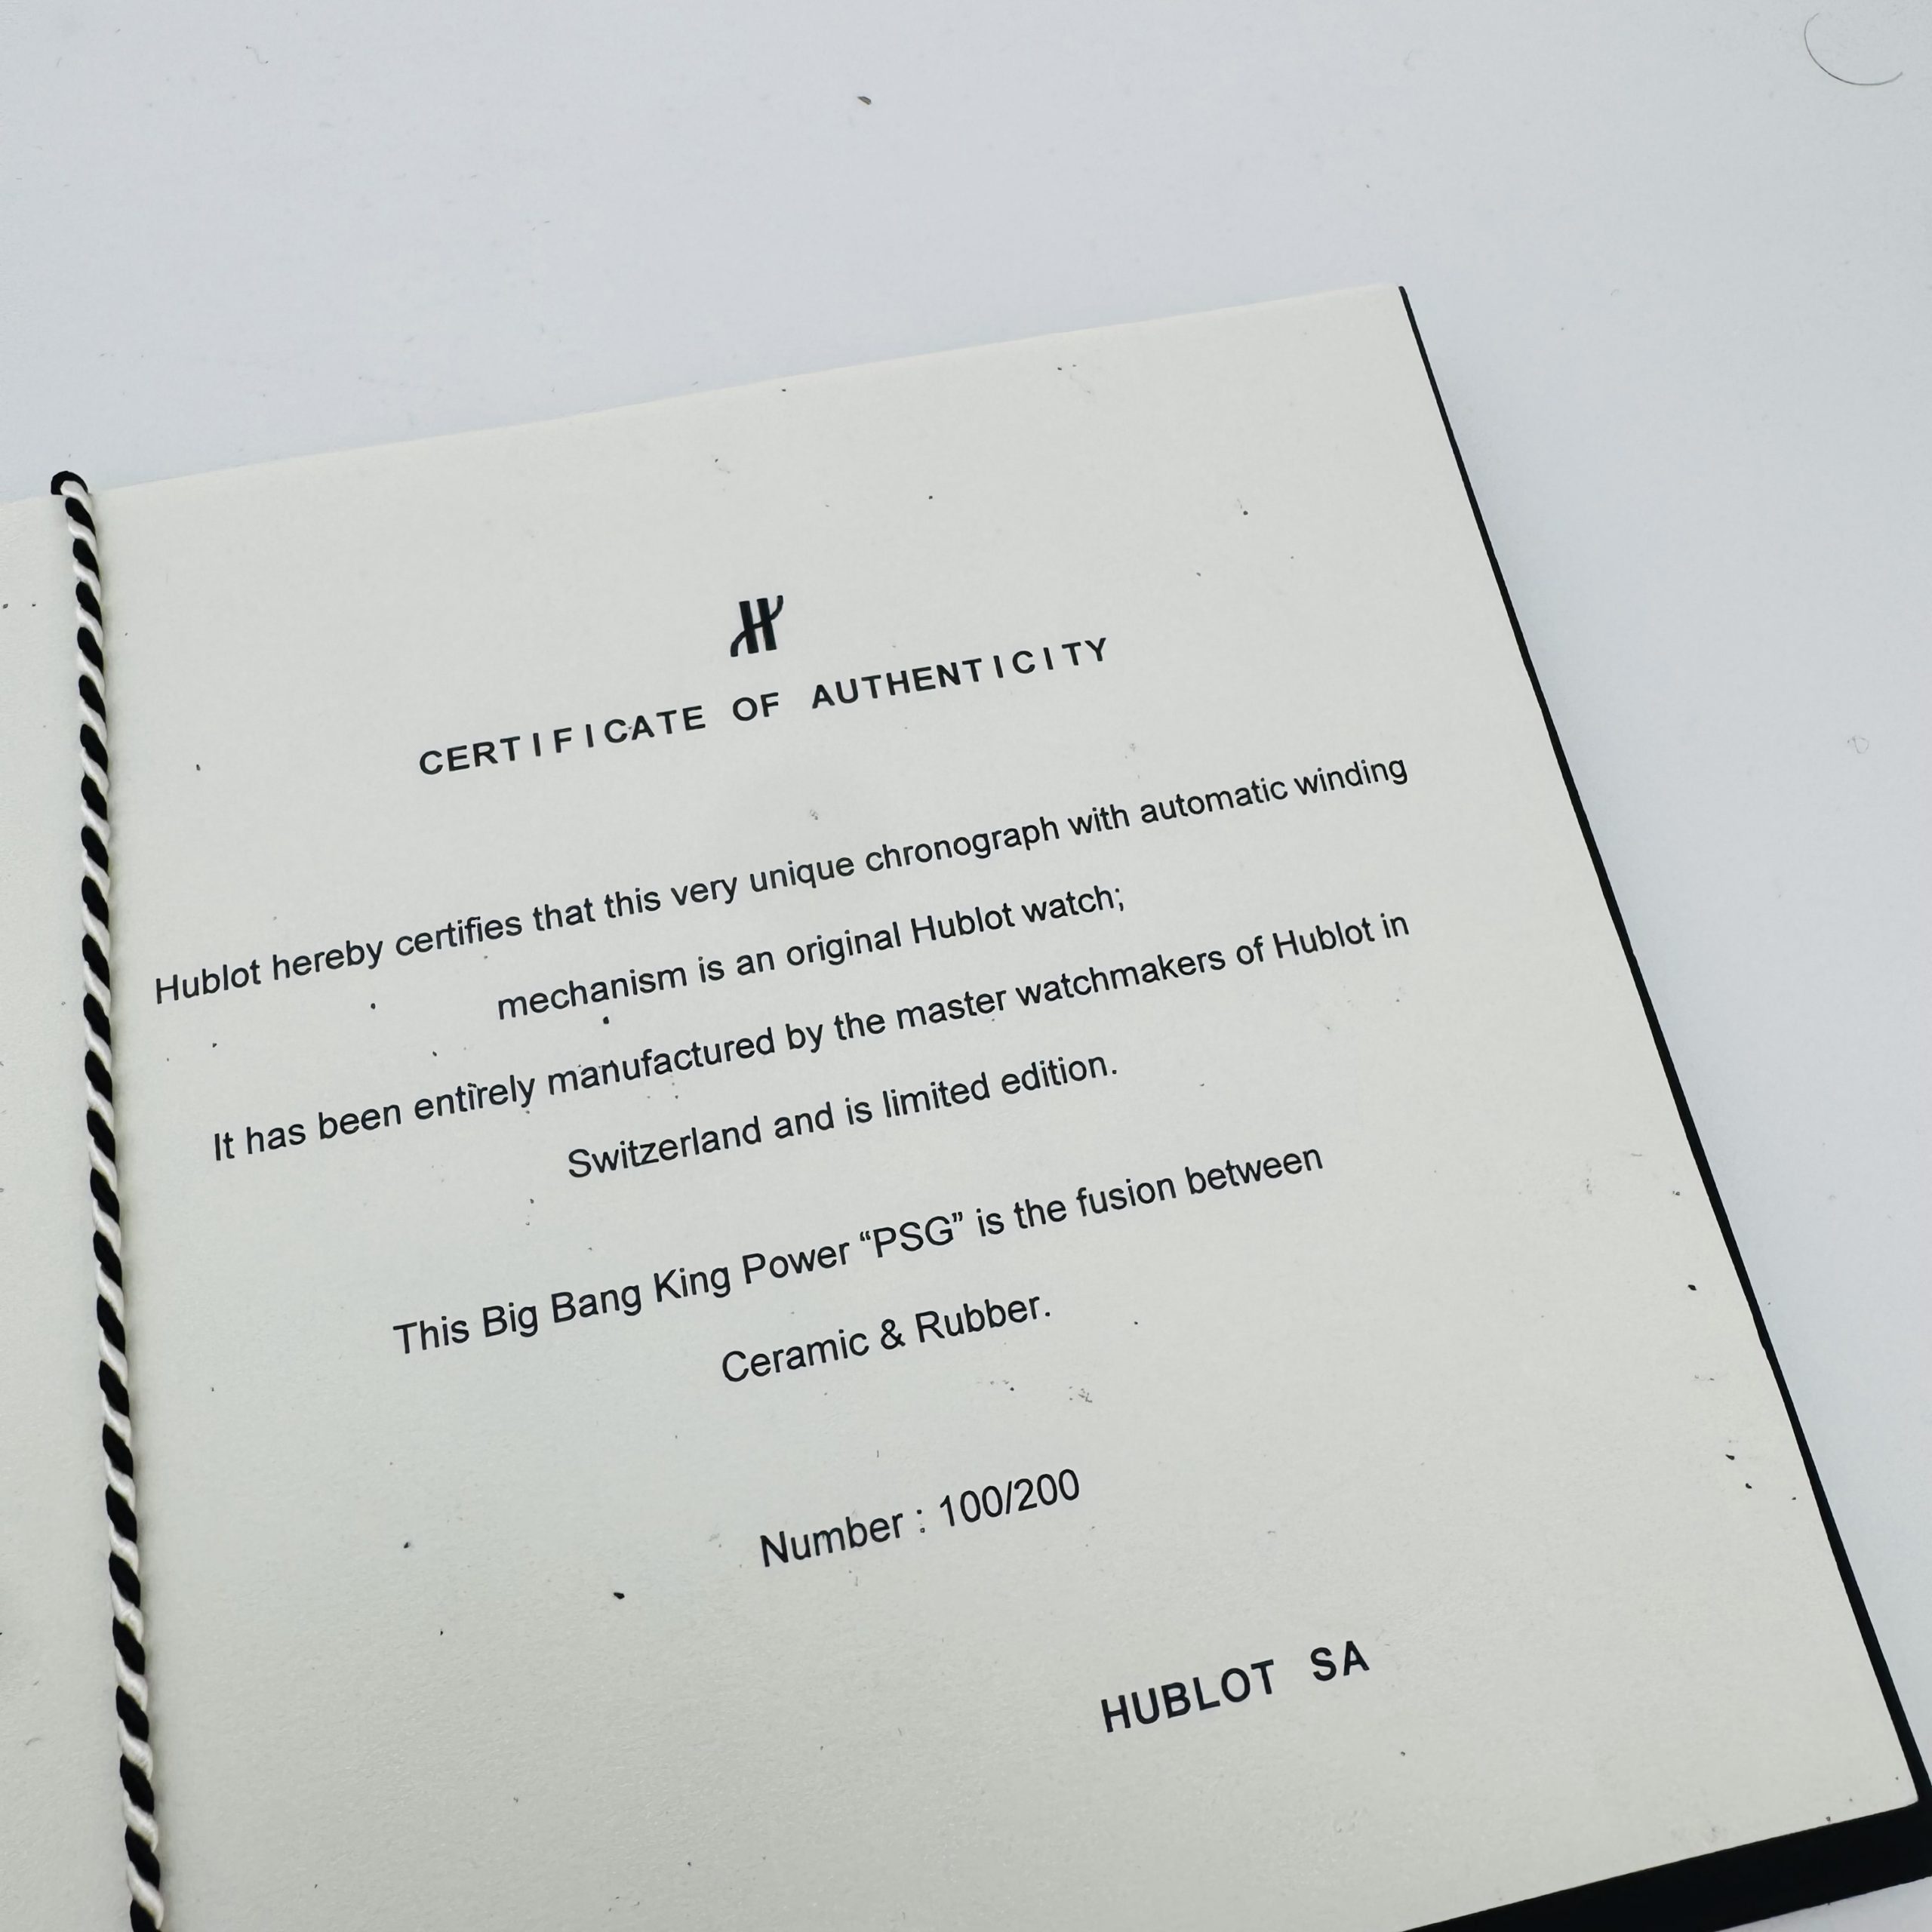 CERTIFICATE OF AUTHENTICITY
Hublot hereby certifies that this very unique chronograph with automatic winding
mechanism is an original Hublot watch;
It has been entirely manufactured by the master watchmakers of Hublot in
Switzerland and is limited edition.
This Big Bang King Power “PSG” is the fusion between
Ceramic & Rubber.
Number : 100/200
HUBLOT SA